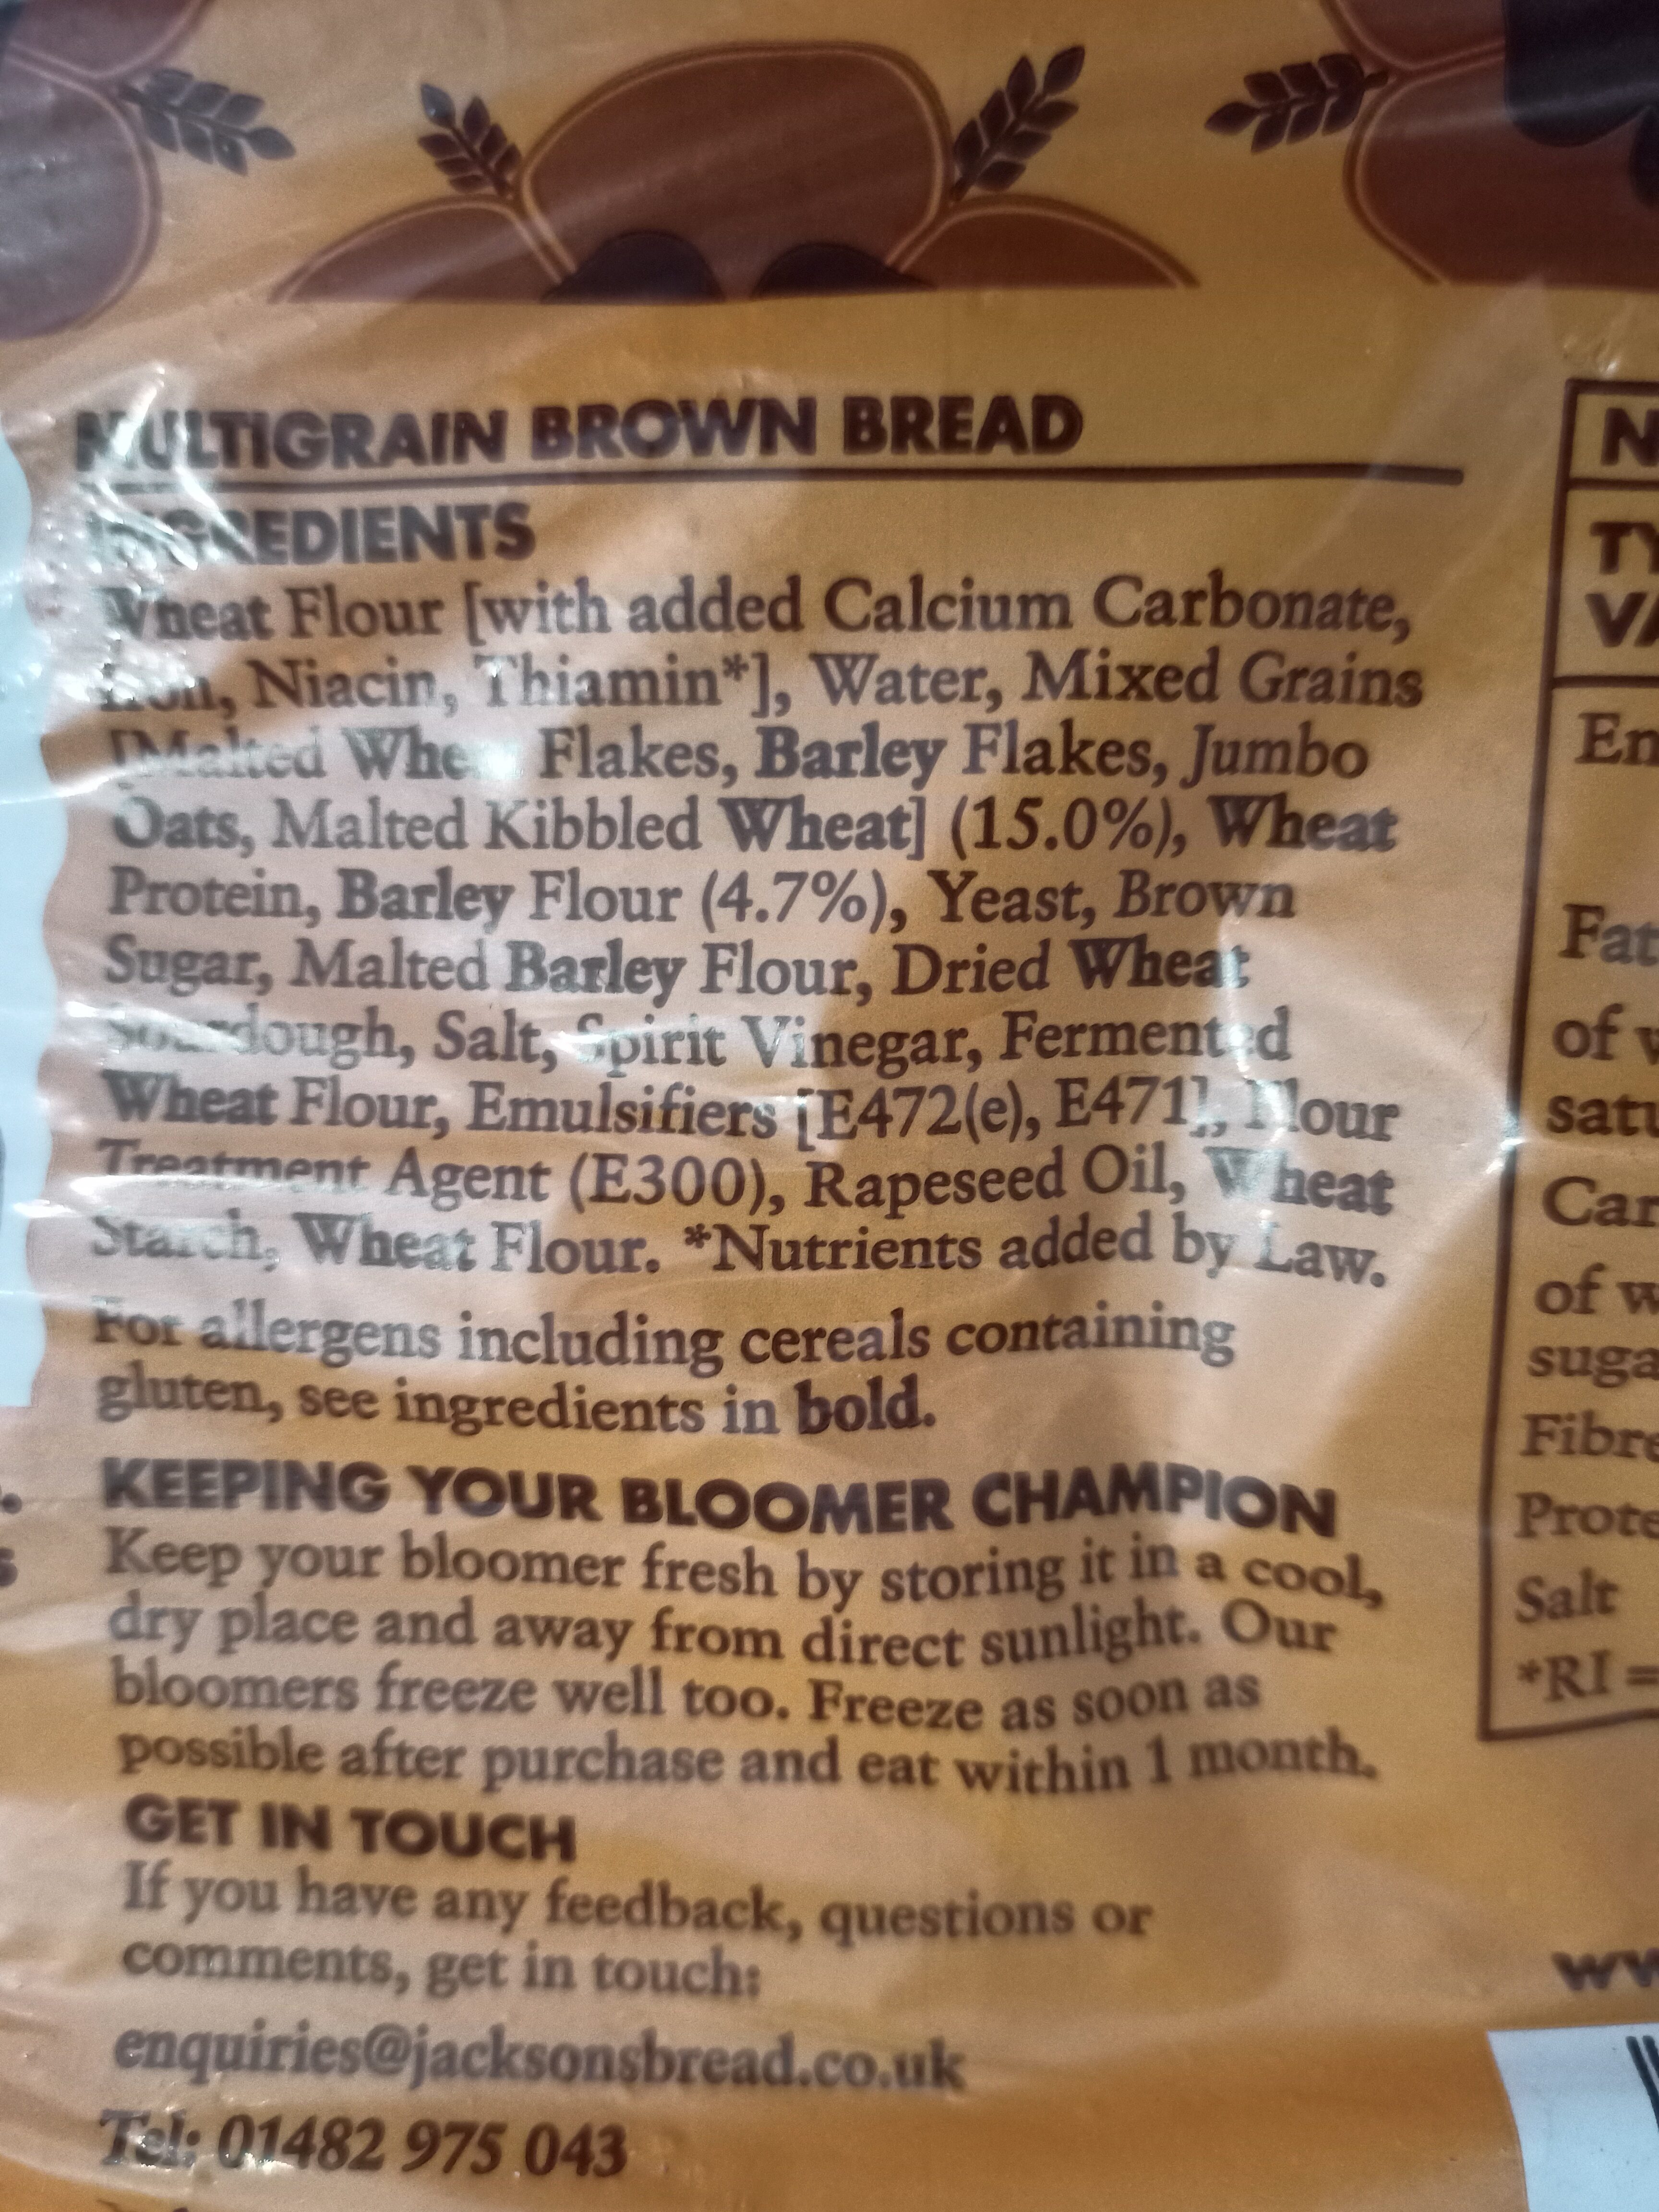 MULTIGRAIN BROWN BREAD
INGREDIENTS
Wheat Flour [with added Calcium Carbonate,
Iron, Niacin, Thiamin*], Water, Mixed Grains
[Malted Wheat Flakes, Barley Flakes, Jumbo
Oats, Malted Kibbled Wheat] (15.0%), Wheat
Protein, Barley Flour (4.7%), Yeast, Brown
Sugar, Malted Barley Flour, Dried Wheat
Sourdough, Salt, Spirit Vinegar, Fermented
Wheat Flour, Emulsifiers [E472(e), E471], Flour
Treatment Agent (E300), Rapeseed Oil, Wheat
Starch, Wheat Flour. *Nutrients added by Law.
For allergens including cereals containing
gluten, see ingredients in bold.
KEEPING YOUR BLOOMER CHAMPION
Keep your bloomer fresh by storing it in a cool,
dry place and away from direct sunlight. Our
bloomers freeze well too. Freeze as soon as
possible after purchase and eat within 1 month.
GET IN TOUCH
If you have any feedback, questions or
comments, get in touch:
enquiries@jacksonsbread.co.uk
Tel: 01482 975 043
Fat
of
Salt
*RI =